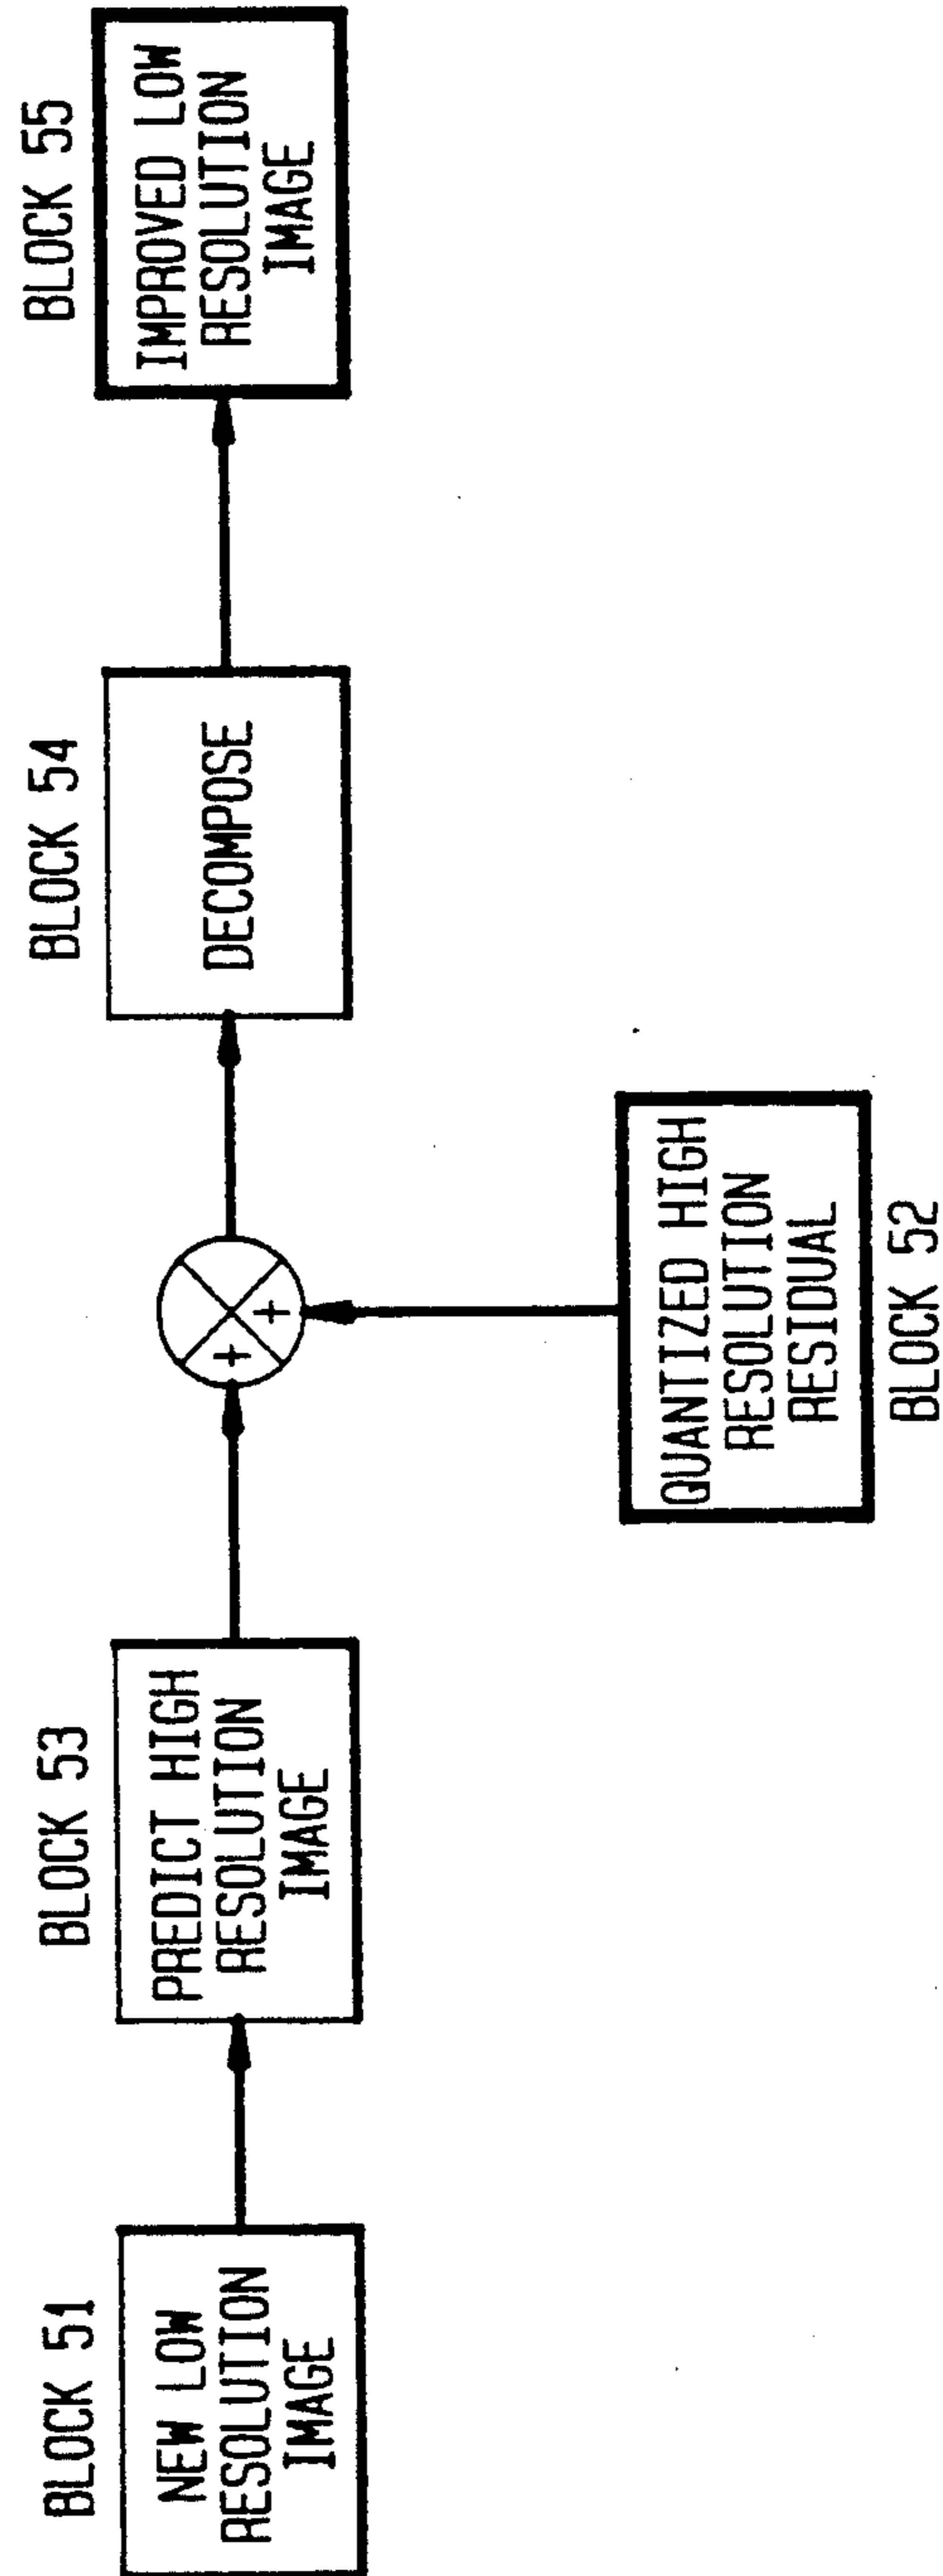 BLOCK 51
NEW LOW
RESOLUTION
IMAGE
BLOCK 53
PREDICT HIGH
RESOLUTION
IMAGE
+
+
QUANTIZED HIGH
RESOLUTION
RESIDUAL
BLOCK 52
BLOCK 54
DECOMPOSE
BLOCK 55
IMPROVED LOW
RESOLUTION
IMAGE